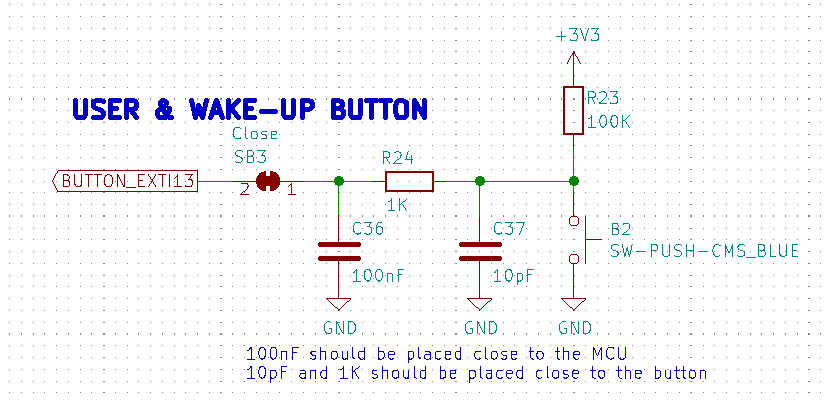 +3V3
R23
100K
USER & WAKE-UP BUTTON
Close
SB3
BUTTON_EXTI13
2
1
R24
1K
C36
100nF
C37
10pF
B2
SW-PUSH-CMS_BLUE
GND
GND
GND
100nF should be placed close to the MCU
10pF and 1K should be placed close to the button